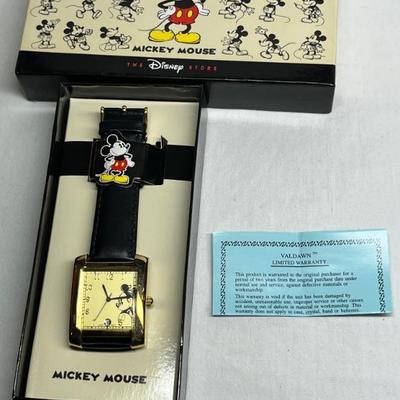 MICKEY MOUSE
THE Disney STORE
MICKEY MOUSE
VALDAWN™
LIMITED WARRANTY
This product is warranted to the original purchaser for a
period of two years from the original purchase date under
normal use and service, against defective materials or
workmanship.
This warranty is void if the unit has been damaged by
accident, unreasonable use, improper service or other causes
not arising out of defects in material or workmanship. This
warranty does not apply to case, crystal, band or batteries.